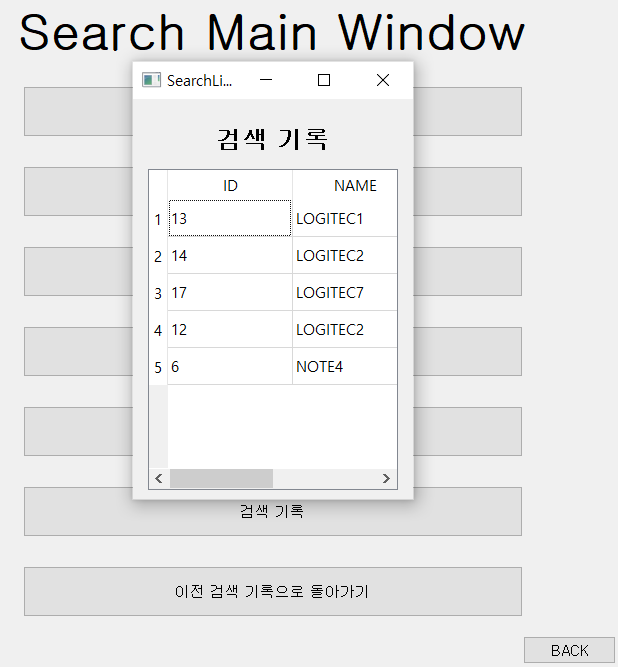 Search Main Window
SearchLi...
검색 기록
ID NAME
1 13 LOGITEC1
2 14 LOGITEC2
3 17 LOGITEC7
4 12 LOGITEC2
5 6 NOTE4
검색 기록
이전 검색 기록으로 돌아가기
BACK